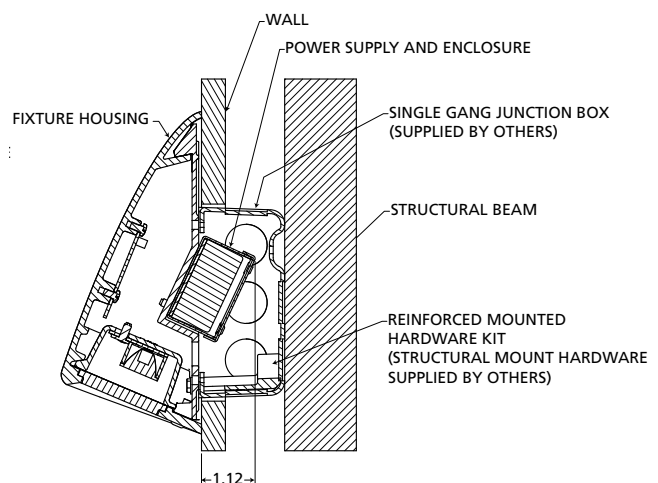 WALL
POWER SUPPLY AND ENCLOSURE
FIXTURE HOUSING
SINGLE GANG JUNCTION BOX
(SUPPLIED BY OTHERS)
STRUCTURAL BEAM
REINFORCED MOUNTED
HARDWARE KIT
(STRUCTURAL MOUNT HARDWARE
SUPPLIED BY OTHERS)
1.12